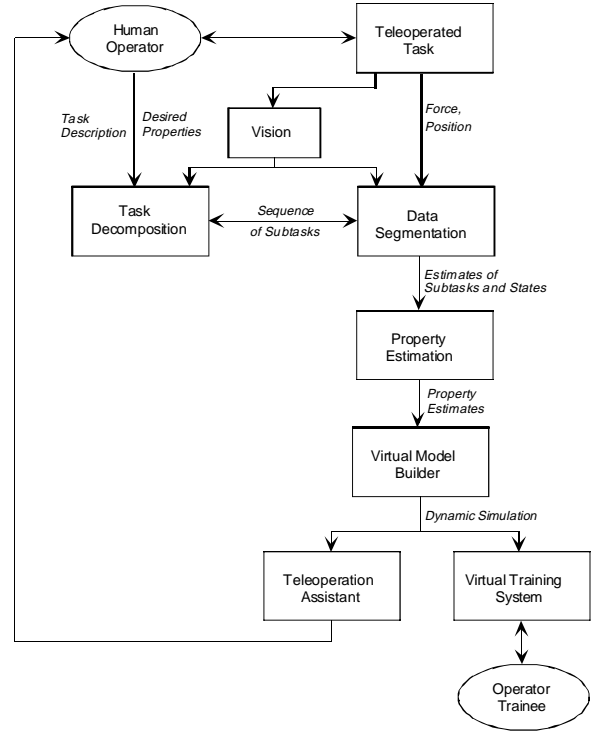 Human
Operator
Teleoperated
Task
Task
Description
Desired
Properties
Vision
Force,
Position
Task
Decomposition
Sequence
of Subtasks
Data
Segmentation
Estimates of
Subtasks and States
Property
Estimation
Property
Estimates
Virtual Model
Builder
Dynamic Simulation
Teleoperation
Assistant
Virtual Training
System
Operator
Trainee